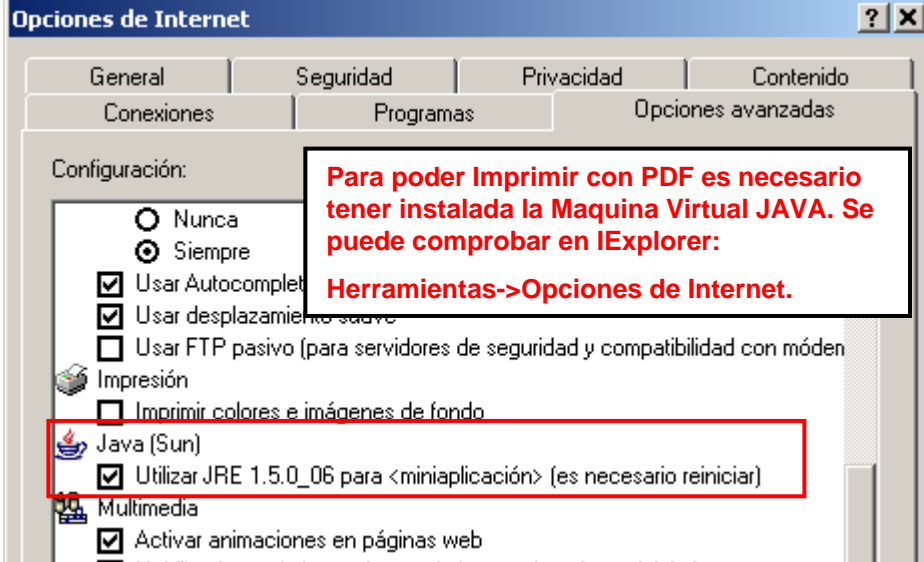 Opciones de Internet
General Seguridad Privacidad Contenido
Conexiones Programas Opciones avanzadas
Configuración:
Para poder Imprimir con PDF es necesario
tener instalada la Maquina Virtual JAVA. Se
puede comprobar en IExplorer:
Herramientas->Opciones de Internet.
Nunca
Siempre
Usar Autocomplet
Usar desplazamiento suave
Usar FTP pasivo (para servidores de seguridad y compatibilidad con móden
Impresión
Imprimir colores e imágenes de fondo
Java (Sun)
Utilizar JRE 1.5.0_06 para <miniaplicación> (es necesario reiniciar)
Multimedia
Activar animaciones en páginas web